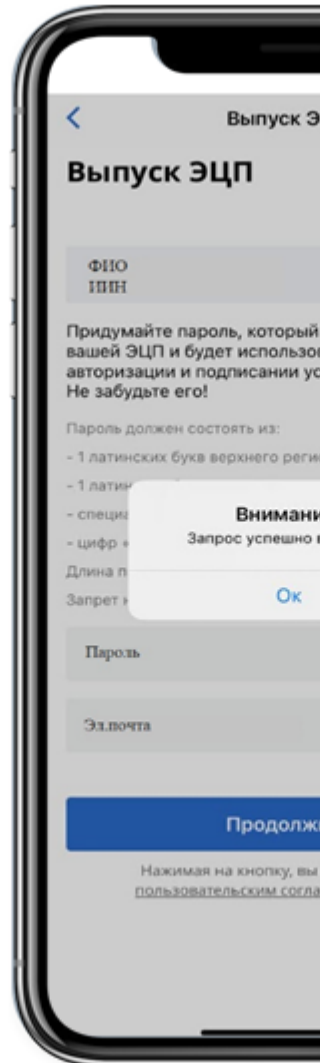 Выпуск Э
Выпуск ЭЦП
ФИО
ИИН
Придумайте пароль, который
вашей ЭЦП и будет использо
авторизации и подписании ус
Не забудьте его!
Пароль должен состоять из:
- 1 латинских букв верхнего реги
- 1 латин
- специа
- цифр
Длина п
Запрет
Внимани
Запрос успешно в
Ок
Пароль
Эл.почта
Продолжи
Нажимая на кнопку, вы
пользовательским согла